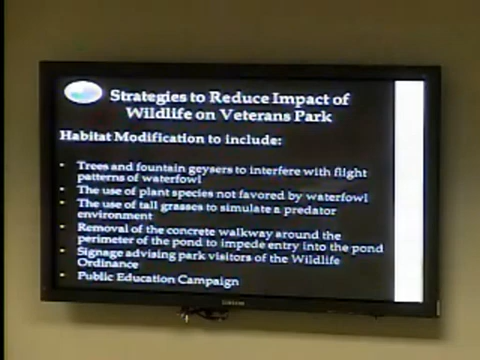 Strategies to Reduce Impact of
Wildlife on Veterans Park
Habitat Modification to include:
• Trees and fountain geysers to interfere with flight
patterns of waterfowl
• The use of plant species not favored by waterfowl
• The use of tall grasses to simulate a predator
environment
• Removal of the concrete walkway around the
perimeter of the pond to impede entry into the pond
• Signage advising park visitors of the Wildlife
Ordinance
• Public Education Campaign
SAMSUNG